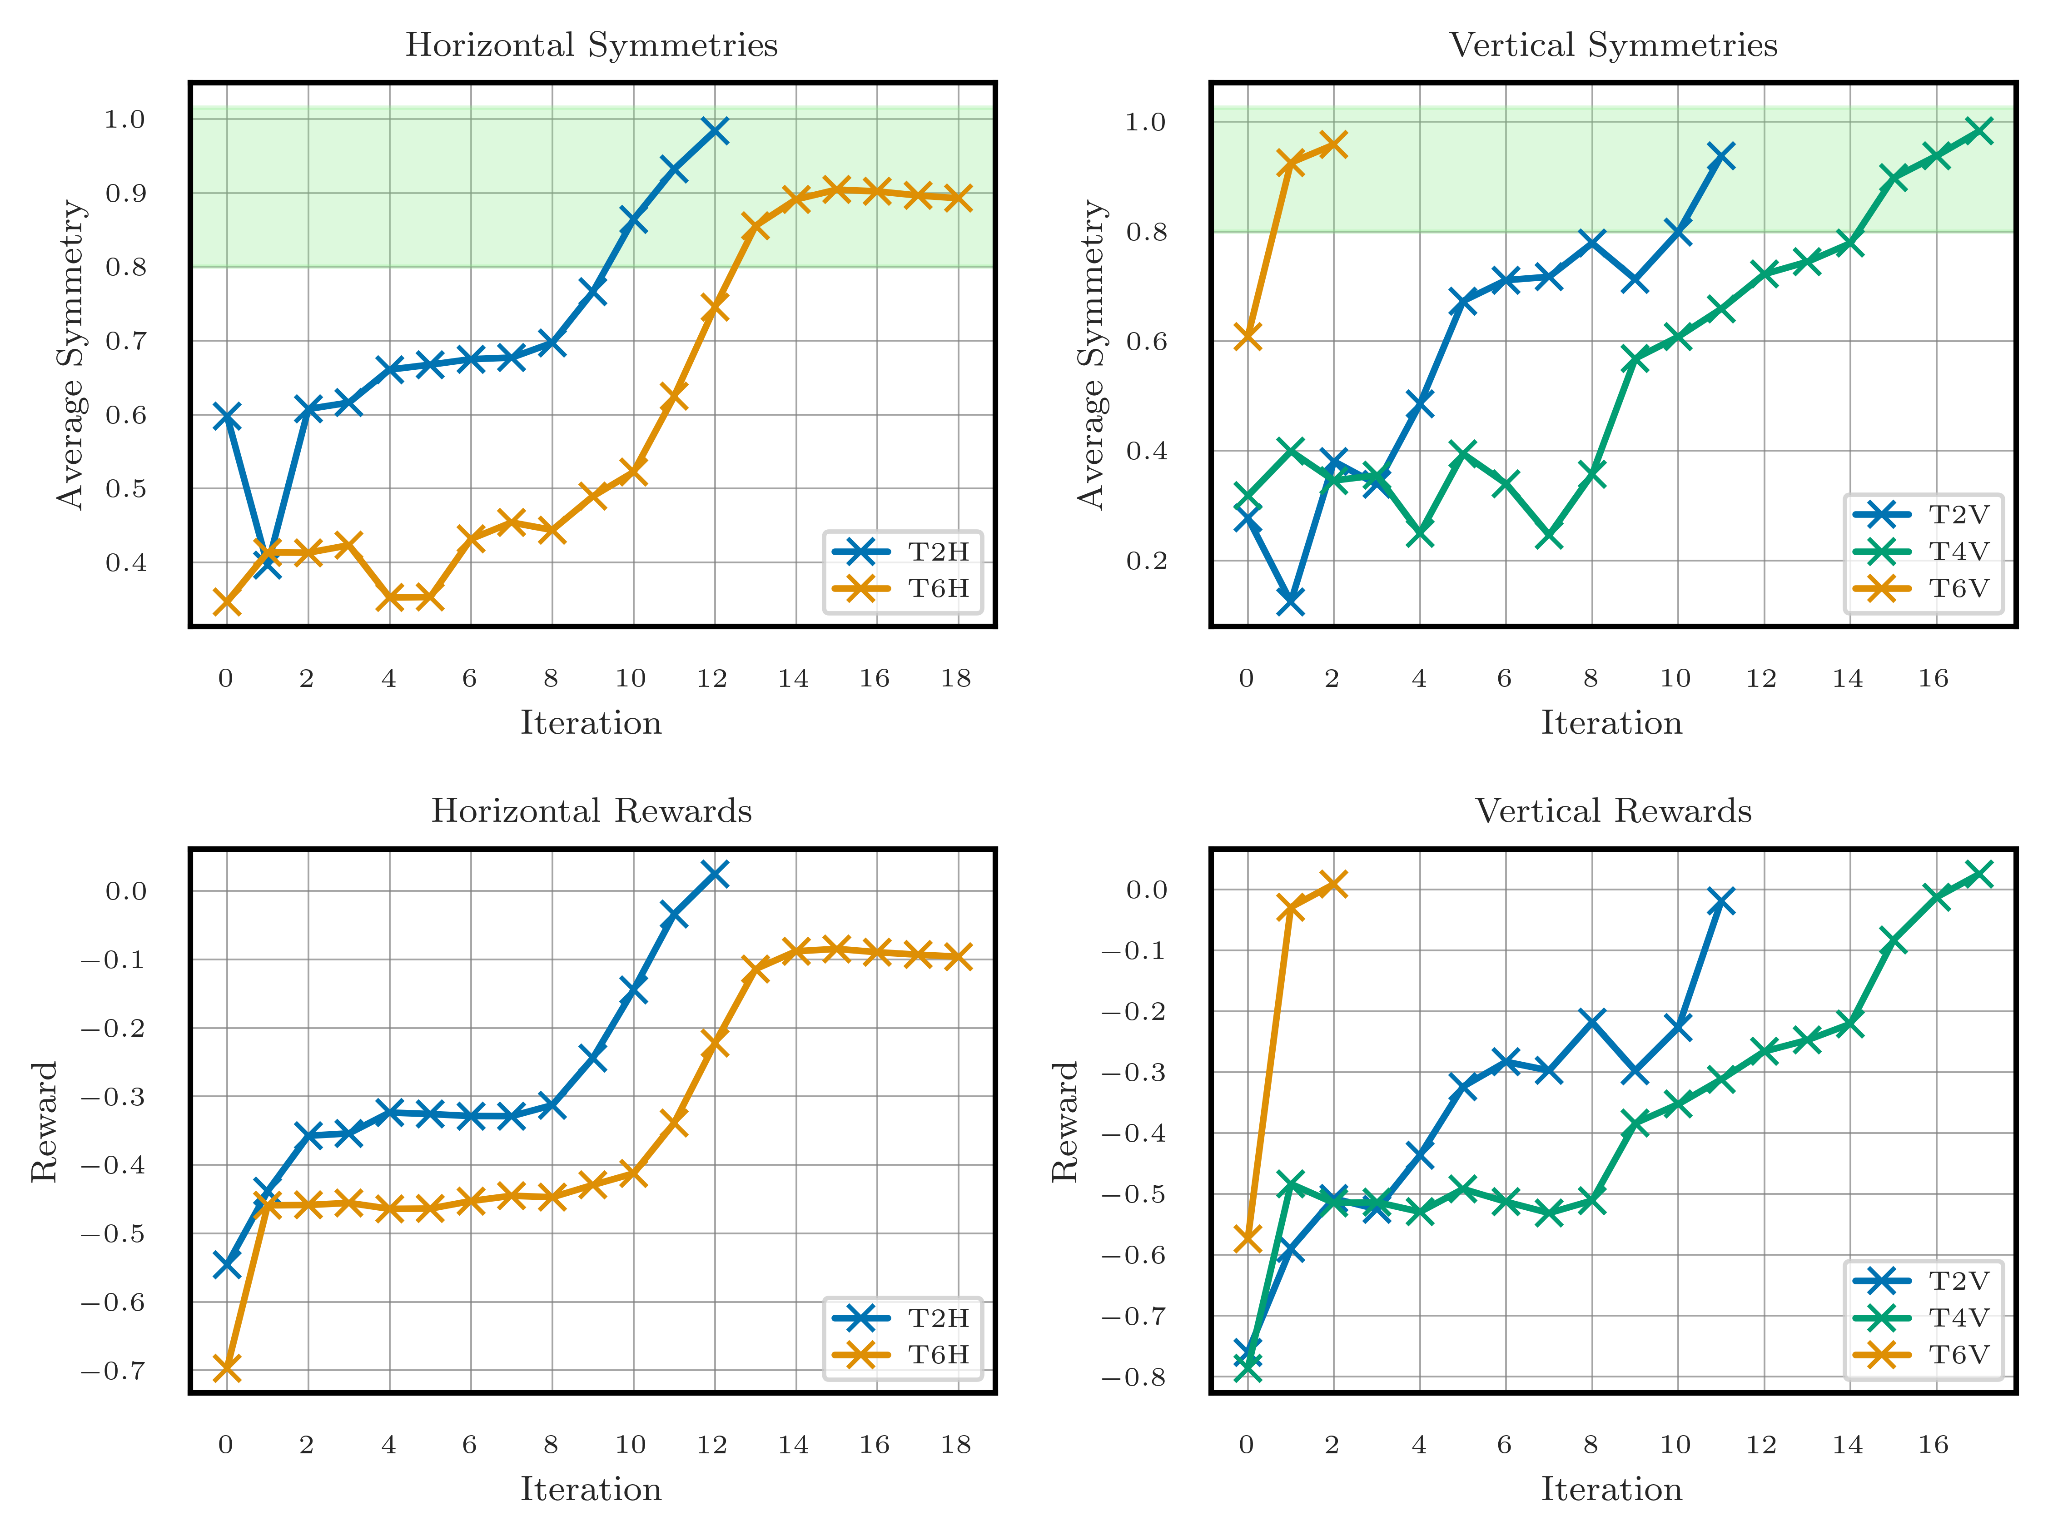 Horizontal Symmetries
Average Symmetry
1.0
0.9
0.8
0.7
0.6
0.5
0.4
T2H
T6H
0 2 4 6 8 10 12 14 16 18
Iteration
Vertical Symmetries
Average Symmetry
1.0
0.8
0.6
0.4
0.2
T2V
T4V
T6V
0 2 4 6 8 10 12 14 16
Iteration
Horizontal Rewards
Reward
0.0
−0.1
−0.2
−0.3
−0.4
−0.5
−0.6
−0.7
T2H
T6H
0 2 4 6 8 10 12 14 16 18
Iteration
Vertical Rewards
Reward
0.0
−0.1
−0.2
−0.3
−0.4
−0.5
−0.6
−0.7
−0.8
T2V
T4V
T6V
0 2 4 6 8 10 12 14 16
Iteration